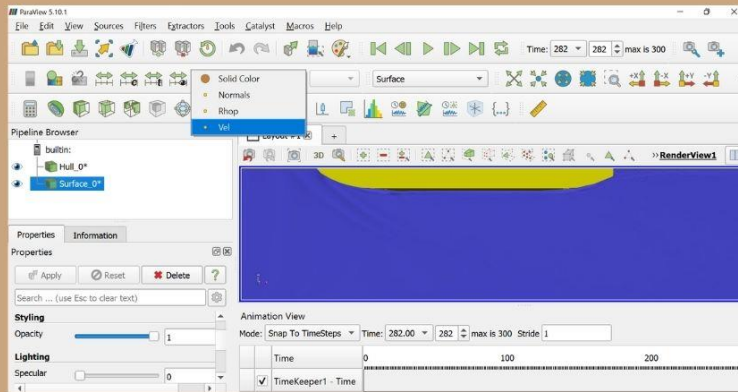 ParaView 5.10.1
File Edit View Sources Filters Extractors Tools Catalyst Macros Help
Time: 282 282 max is 300
Solid Color
Normals
Rhop
Vel
Surface
3D
Pipeline Browser
builtin:
Hull_0*
Surface_0*
Layout #1
+
»RenderView1
Properties Information
Properties
Apply Reset Delete ?
Search ... (use Esc to clear text)
Styling
Opacity 1
Lighting
Specular 0
Animation View
Mode: Snap To TimeSteps Time: 282.00 282 max is 300 Stride 1
Time 0 100 200
TimeKeeper1 - Time